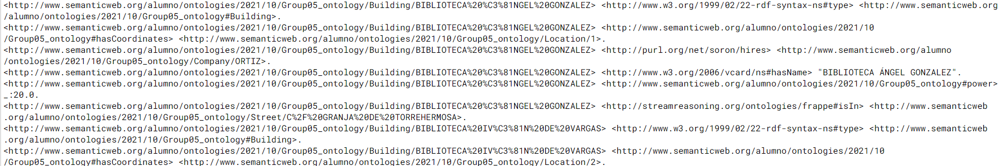 <http://www.semanticweb.org/alumno/ontologies/2021/10/Group05_ontology/Building/BIBLIOTECA%20%C3%81NGEL%20GONZALEZ> <http://www.w3.org/1999/02/22-rdf-syntax-ns#type> <http://www.semanticweb.org
/alumno/ontologies/2021/10/Group05_ontology#Building>.
<http://www.semanticweb.org/alumno/ontologies/2021/10/Group05_ontology/Building/BIBLIOTECA%20%C3%81NGEL%20GONZALEZ> <http://www.semanticweb.org/alumno/ontologies/2021/10
/Group05_ontology#hasCoordinates> <http://www.semanticweb.org/alumno/ontologies/2021/10/Group05_ontology/Location/1>.
<http://www.semanticweb.org/alumno/ontologies/2021/10/Group05_ontology/Building/BIBLIOTECA%20%C3%81NGEL%20GONZALEZ> <http://purl.org/net/soron/hires> <http://www.semanticweb.org/alumno
/ontologies/2021/10/Group05_ontology/Company/ORTIZ>.
<http://www.semanticweb.org/alumno/ontologies/2021/10/Group05_ontology/Building/BIBLIOTECA%20%C3%81NGEL%20GONZALEZ> <http://www.w3.org/2006/vcard/ns#hasName> "BIBLIOTECA ÁNGEL GONZALEZ".
<http://www.semanticweb.org/alumno/ontologies/2021/10/Group05_ontology/Building/BIBLIOTECA%20%C3%81NGEL%20GONZALEZ> <http://www.semanticweb.org/alumno/ontologies/2021/10/Group05_ontology#power>
_:20.0.
<http://www.semanticweb.org/alumno/ontologies/2021/10/Group05_ontology/Building/BIBLIOTECA%20%C3%81NGEL%20GONZALEZ> <http://streamreasoning.org/ontologies/frappe#isIn> <http://www.semanticweb
.org/alumno/ontologies/2021/10/Group05_ontology/Street/C%2F%20GRANJA%20DE%20TORREHERMOSA>.
<http://www.semanticweb.org/alumno/ontologies/2021/10/Group05_ontology/Building/BIBLIOTECA%20IV%C3%81N%20DE%20VARGAS> <http://www.w3.org/1999/02/22-rdf-syntax-ns#type> <http://www.semanticweb
.org/alumno/ontologies/2021/10/Group05_ontology#Building>.
<http://www.semanticweb.org/alumno/ontologies/2021/10/Group05_ontology/Building/BIBLIOTECA%20IV%C3%81N%20DE%20VARGAS> <http://www.semanticweb.org/alumno/ontologies/2021/10
/Group05_ontology#hasCoordinates> <http://www.semanticweb.org/alumno/ontologies/2021/10/Group05_ontology/Location/2>.